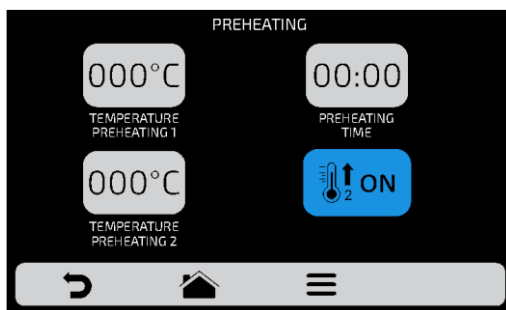 PREHEATING
000°C
TEMPERATURE
PREHEATING 1
00:00
PREHEATING
TIME
000°C
TEMPERATURE
PREHEATING 2
2 ON